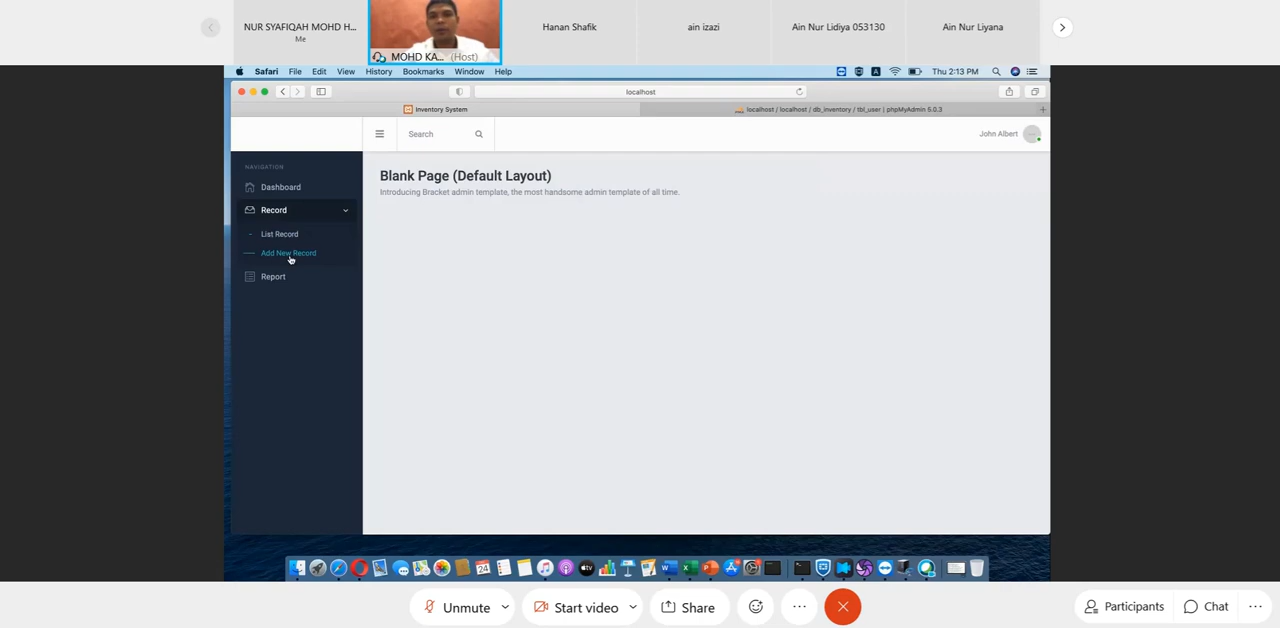 NUR SYAFIQAH MOHD H...
Me
MOHD KA... (Host)
Hanan Shafik
ain izazi
Ain Nur Lidiya 053130
Ain Nur Liyana
Safari File Edit View History Bookmarks Window Help
Thu 2:13 PM
localhost
Inventory System
localhost / localhost / db_inventory / tbl_user | phpMyAdmin 5.0.3
Search
John Albert
NAVIGATION
Dashboard
Record
List Record
Add New Record
Report
Blank Page (Default Layout)
Introducing Bracket admin template, the most handsome admin template of all time.
Unmute
Start video
Share
Participants
Chat